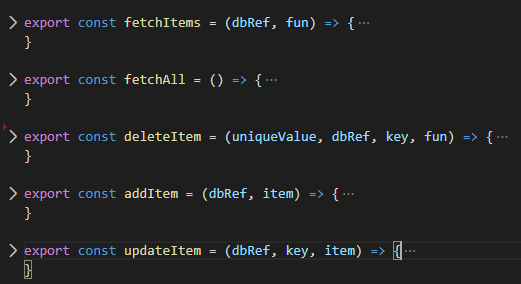 export const fetchItems = (dbRef, fun) => {···
}
export const fetchAll = () => {···
}
export const deleteItem = (uniqueValue, dbRef, key, fun) => {···
}
export const addItem = (dbRef, item) => {···
}
export const updateItem = (dbRef, key, item) => {···
}